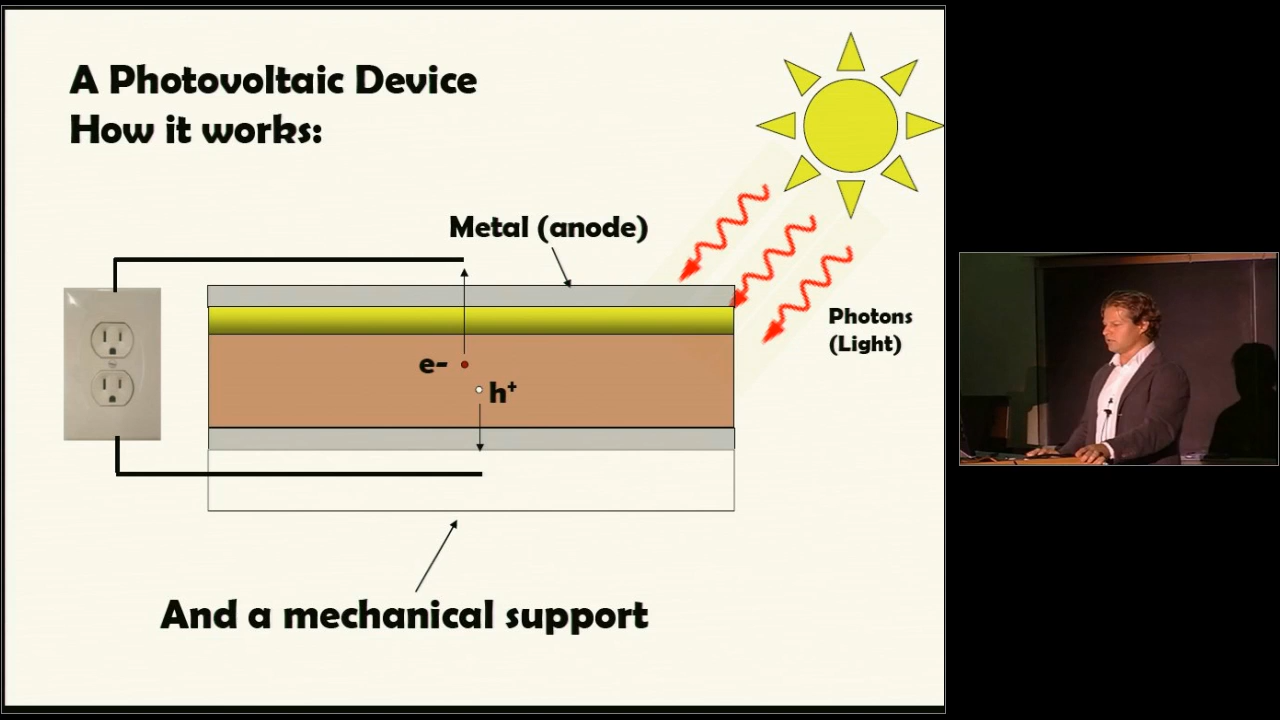 A Photovoltaic Device
How it works:
Metal (anode)
Photons
(Light)
e-
h+
And a mechanical support